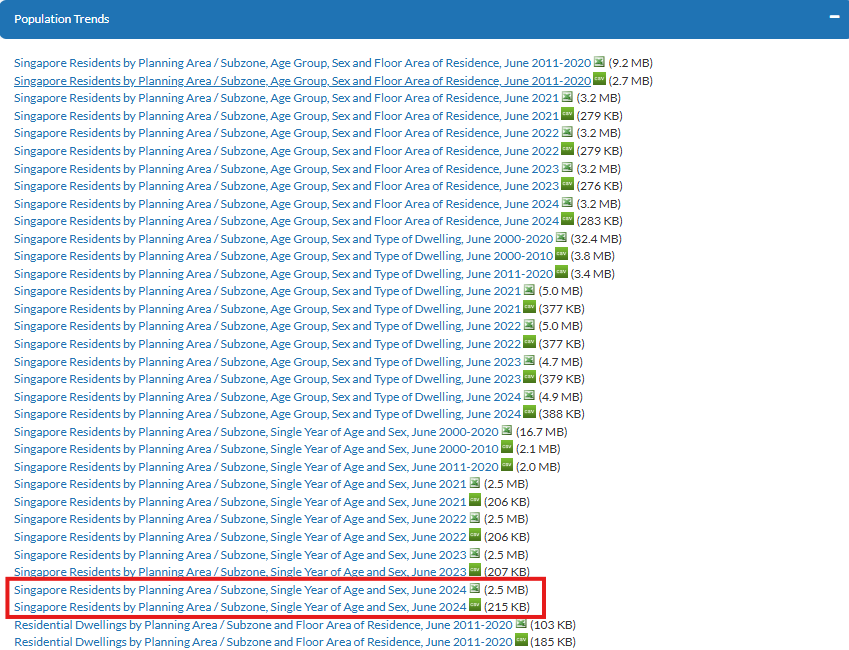 Population Trends
Singapore Residents by Planning Area / Subzone, Age Group, Sex and Floor Area of Residence, June 2011-2020 (9.2 MB)
Singapore Residents by Planning Area / Subzone, Age Group, Sex and Floor Area of Residence, June 2011-2020 csv (2.7 MB)
Singapore Residents by Planning Area / Subzone, Age Group, Sex and Floor Area of Residence, June 2021 (3.2 MB)
Singapore Residents by Planning Area / Subzone, Age Group, Sex and Floor Area of Residence, June 2021 csv (279 KB)
Singapore Residents by Planning Area / Subzone, Age Group, Sex and Floor Area of Residence, June 2022 (3.2 MB)
Singapore Residents by Planning Area / Subzone, Age Group, Sex and Floor Area of Residence, June 2022 csv (279 KB)
Singapore Residents by Planning Area / Subzone, Age Group, Sex and Floor Area of Residence, June 2023 (3.2 MB)
Singapore Residents by Planning Area / Subzone, Age Group, Sex and Floor Area of Residence, June 2023 csv (276 KB)
Singapore Residents by Planning Area / Subzone, Age Group, Sex and Floor Area of Residence, June 2024 (3.2 MB)
Singapore Residents by Planning Area / Subzone, Age Group, Sex and Floor Area of Residence, June 2024 csv (283 KB)
Singapore Residents by Planning Area / Subzone, Age Group, Sex and Type of Dwelling, June 2000-2020 (32.4 MB)
Singapore Residents by Planning Area / Subzone, Age Group, Sex and Type of Dwelling, June 2000-2010 csv (3.8 MB)
Singapore Residents by Planning Area / Subzone, Age Group, Sex and Type of Dwelling, June 2011-2020 csv (3.4 MB)
Singapore Residents by Planning Area / Subzone, Age Group, Sex and Type of Dwelling, June 2021 (5.0 MB)
Singapore Residents by Planning Area / Subzone, Age Group, Sex and Type of Dwelling, June 2021 csv (377 KB)
Singapore Residents by Planning Area / Subzone, Age Group, Sex and Type of Dwelling, June 2022 (5.0 MB)
Singapore Residents by Planning Area / Subzone, Age Group, Sex and Type of Dwelling, June 2022 csv (377 KB)
Singapore Residents by Planning Area / Subzone, Age Group, Sex and Type of Dwelling, June 2023 (4.7 MB)
Singapore Residents by Planning Area / Subzone, Age Group, Sex and Type of Dwelling, June 2023 csv (379 KB)
Singapore Residents by Planning Area / Subzone, Age Group, Sex and Type of Dwelling, June 2024 (4.9 MB)
Singapore Residents by Planning Area / Subzone, Age Group, Sex and Type of Dwelling, June 2024 csv (388 KB)
Singapore Residents by Planning Area / Subzone, Single Year of Age and Sex, June 2000-2020 (16.7 MB)
Singapore Residents by Planning Area / Subzone, Single Year of Age and Sex, June 2000-2010 csv (2.1 MB)
Singapore Residents by Planning Area / Subzone, Single Year of Age and Sex, June 2011-2020 csv (2.0 MB)
Singapore Residents by Planning Area / Subzone, Single Year of Age and Sex, June 2021 (2.5 MB)
Singapore Residents by Planning Area / Subzone, Single Year of Age and Sex, June 2021 csv (206 KB)
Singapore Residents by Planning Area / Subzone, Single Year of Age and Sex, June 2022 (2.5 MB)
Singapore Residents by Planning Area / Subzone, Single Year of Age and Sex, June 2022 csv (206 KB)
Singapore Residents by Planning Area / Subzone, Single Year of Age and Sex, June 2023 (2.5 MB)
Singapore Residents by Planning Area / Subzone, Single Year of Age and Sex, June 2023 csv (207 KB)
Singapore Residents by Planning Area / Subzone, Single Year of Age and Sex, June 2024 (2.5 MB)
Singapore Residents by Planning Area / Subzone, Single Year of Age and Sex, June 2024 csv (215 KB)
Residential Dwellings by Planning Area / Subzone and Floor Area of Residence, June 2011-2020 (103 KB)
Residential Dwellings by Planning Area / Subzone and Floor Area of Residence, June 2011-2020 csv (185 KB)